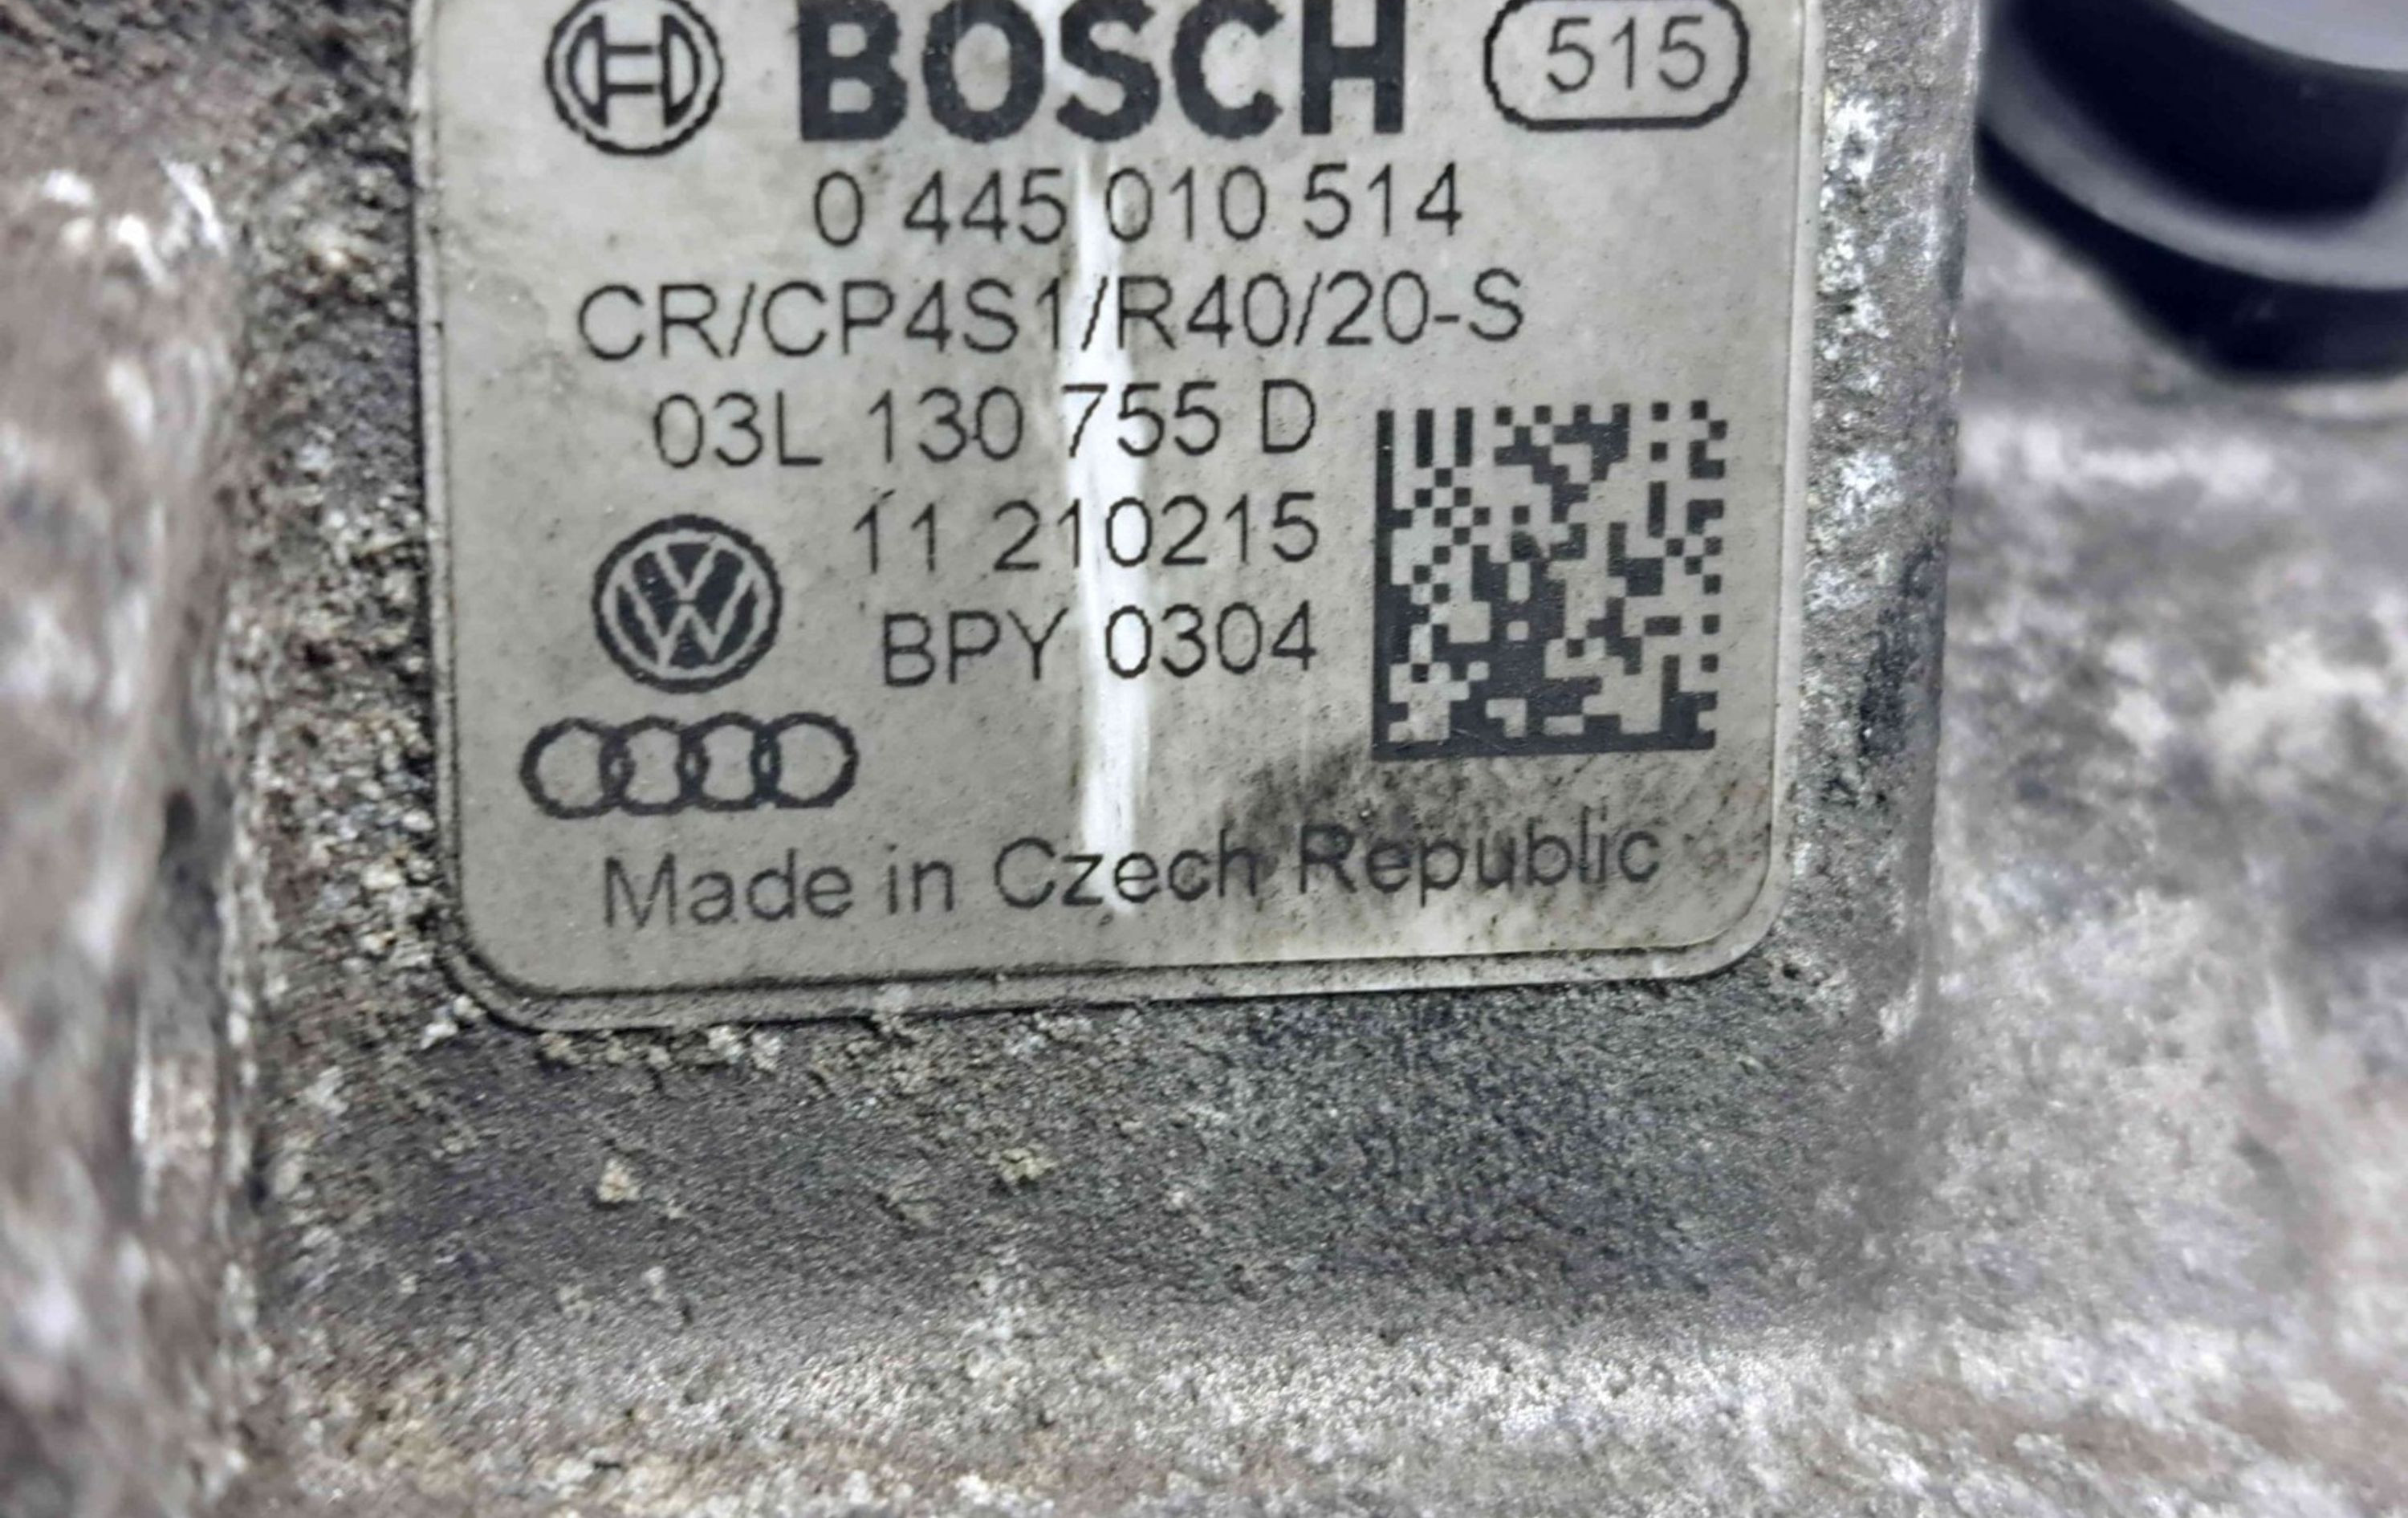 BOSCH 515
0 445 010 514
CR/CP4S1/R40/20-S
03L 130 755 D
11 210215
BPY 0304
Made in Czech Republic